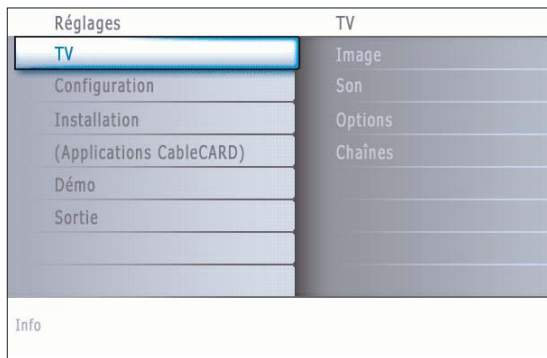 Réglages
TV
Configuration
Installation
(Applications CableCARD)
Démo
Sortie
TV
Image
Son
Options
Chaînes
Info